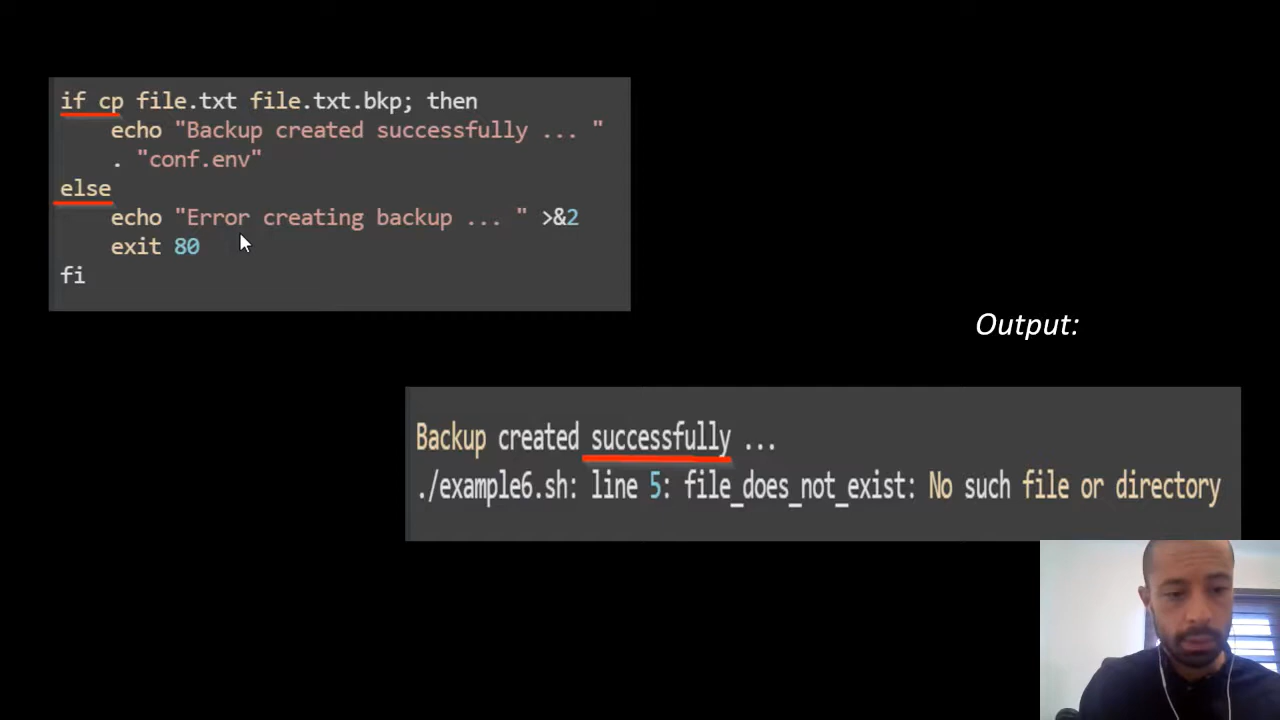 if cp file.txt file.txt.bkp; then
echo "Backup created successfully ... "
. "conf.env"
else
echo "Error creating backup ... " >&2
exit 80
fi
Output:
Backup created successfully ...
./example6.sh: line 5: file_does_not_exist: No such file or directory